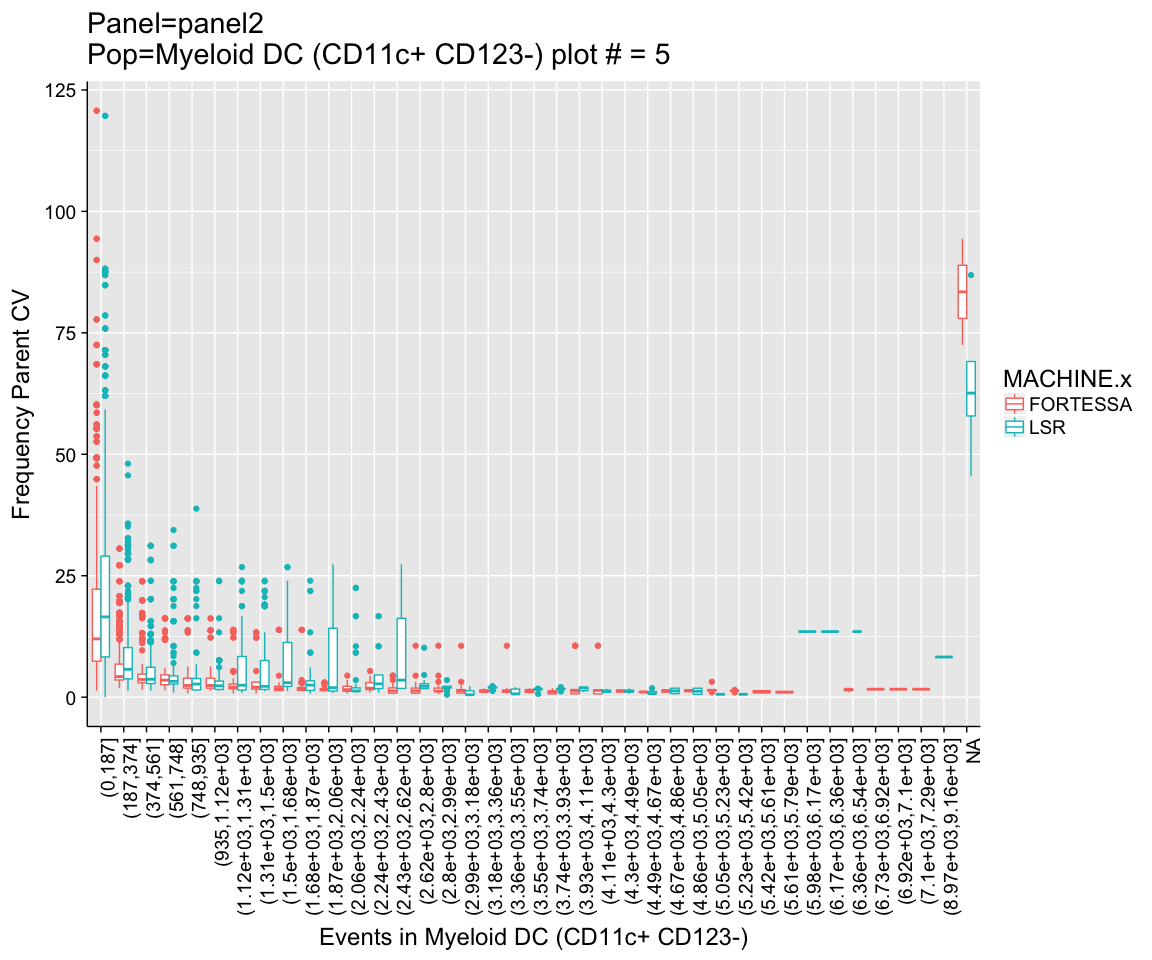 Panel=panel2
Pop=Myeloid DC (CD11c+ CD123-) plot # = 5
125
100
75
50
25
0
Frequency Parent CV
MACHINE.x
FORTESSA
LSR
(0,187]
(187,374]
(374,561]
(561,748]
(748,935]
(935,1.12e+03]
(1.12e+03,1.31e+03]
(1.31e+03,1.5e+03]
(1.5e+03,1.68e+03]
(1.68e+03,1.87e+03]
(1.87e+03,2.06e+03]
(2.06e+03,2.24e+03]
(2.24e+03,2.43e+03]
(2.43e+03,2.62e+03]
(2.62e+03,2.8e+03]
(2.8e+03,2.99e+03]
(2.99e+03,3.18e+03]
(3.18e+03,3.36e+03]
(3.36e+03,3.55e+03]
(3.55e+03,3.74e+03]
(3.74e+03,3.93e+03]
(3.93e+03,4.11e+03]
(4.11e+03,4.3e+03]
(4.3e+03,4.49e+03]
(4.49e+03,4.67e+03]
(4.67e+03,4.86e+03]
(4.86e+03,5.05e+03]
(5.05e+03,5.23e+03]
(5.23e+03,5.42e+03]
(5.42e+03,5.61e+03]
(5.61e+03,5.79e+03]
(5.98e+03,6.17e+03]
(6.17e+03,6.36e+03]
(6.36e+03,6.54e+03]
(6.73e+03,6.92e+03]
(6.92e+03,7.1e+03]
(7.1e+03,7.29e+03]
(8.97e+03,9.16e+03]
NA
Events in Myeloid DC (CD11c+ CD123-)